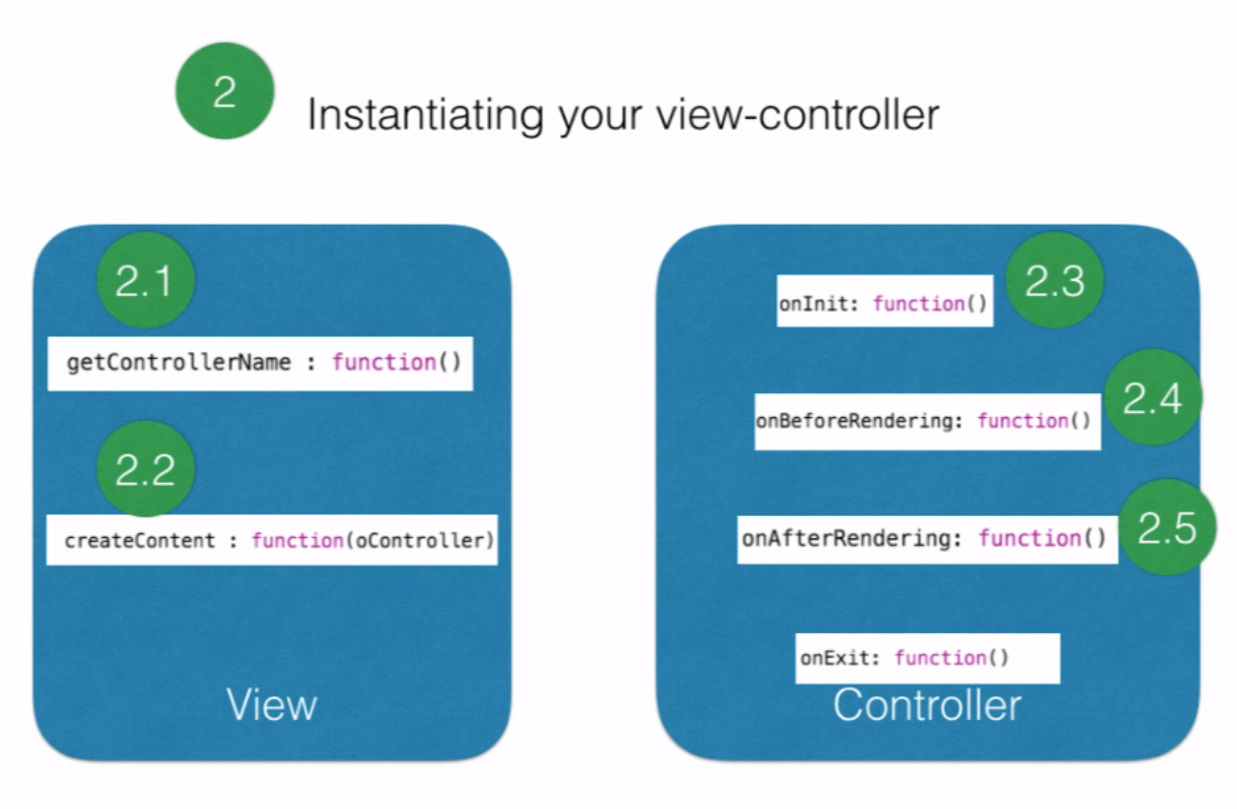 2
Instantiating your view-controller
2.1
getControllerName : function()
2.2
createContent : function(oController)
View
2.3
onInit: function()
2.4
onBeforeRendering: function()
2.5
onAfterRendering: function()
onExit: function()
Controller